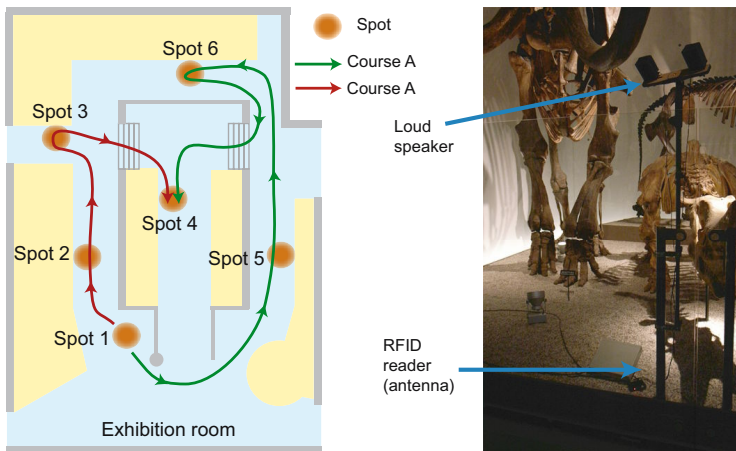 Spot 6
Spot
Course A
Course A
Spot 3
Spot 4
Spot 2
Spot 5
Spot 1
Exhibition room
Loud
speaker
RFID
reader
(antenna)